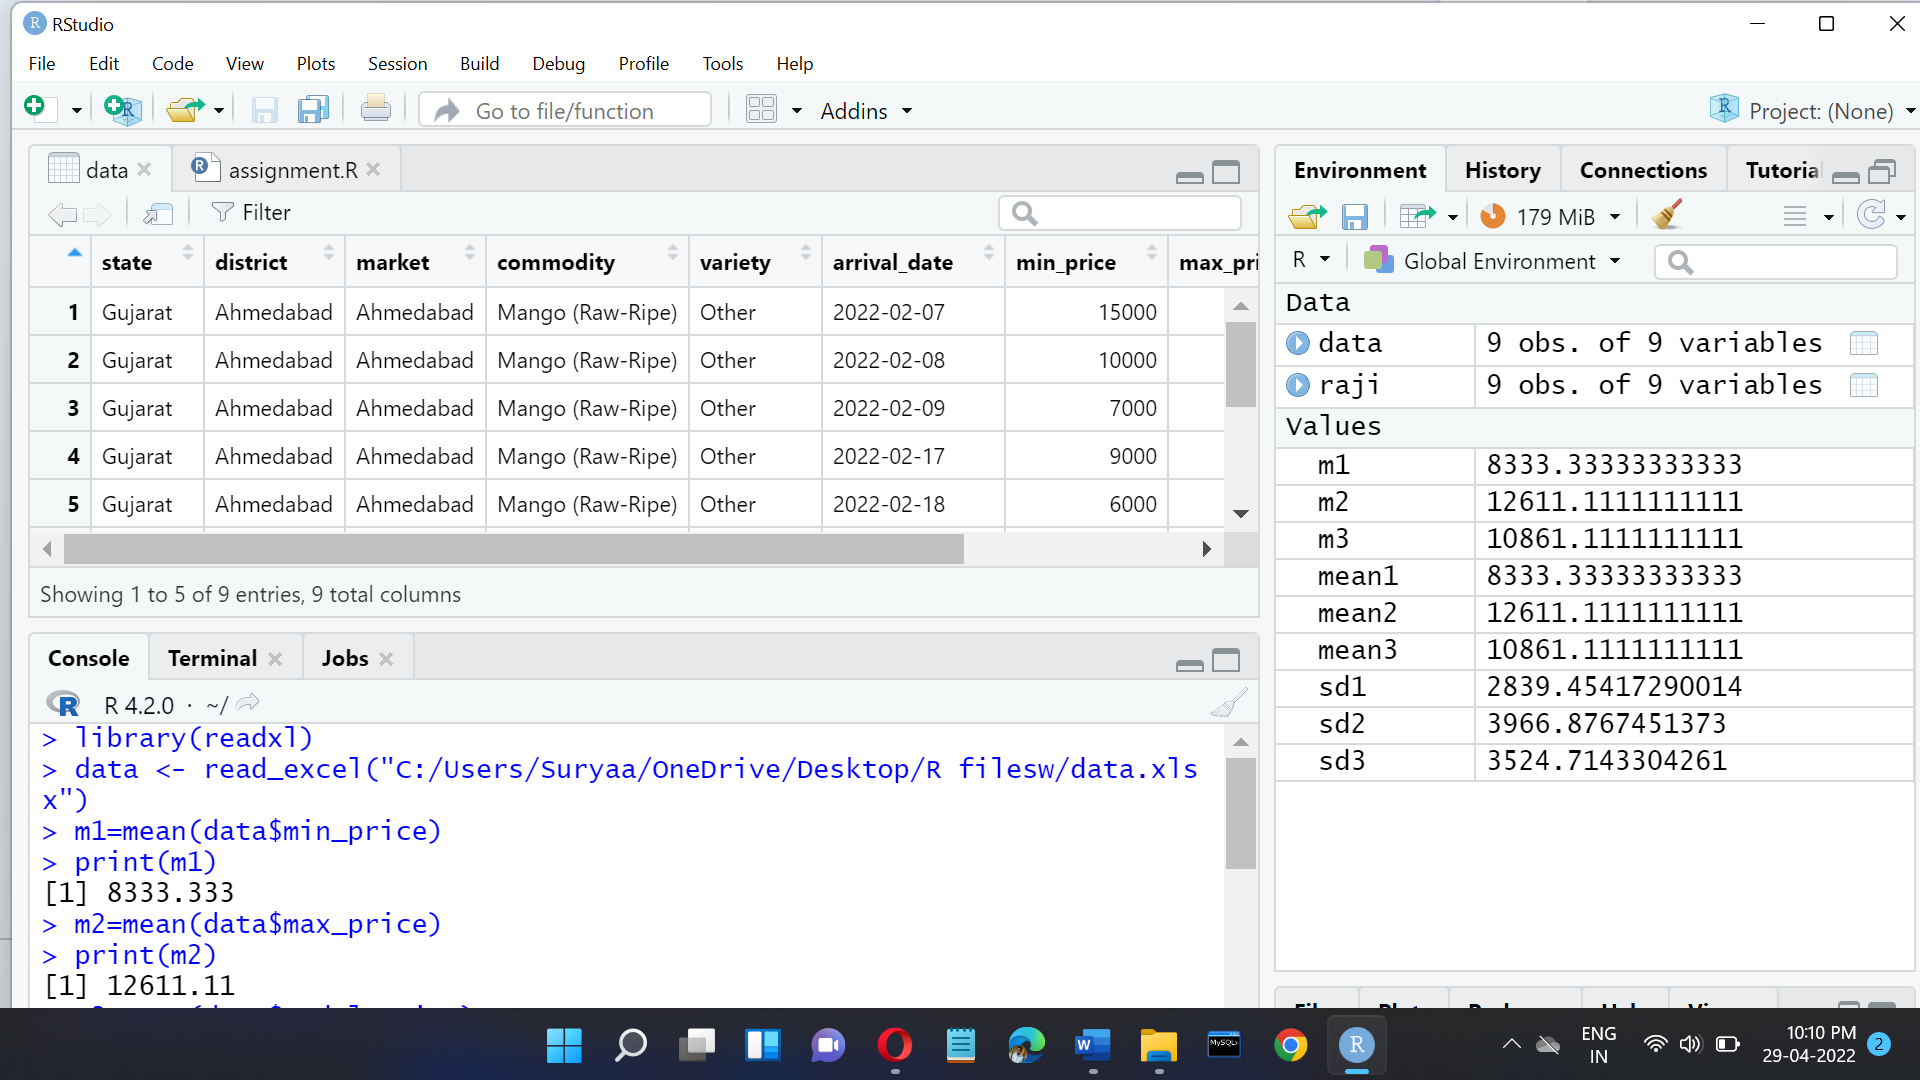 RStudio
File Edit Code View Plots Session Build Debug Profile Tools Help
Go to file/function Addins Project: (None)
data assignment.R
Filter
state district market commodity variety arrival_date min_price max_pri
1 Gujarat Ahmedabad Ahmedabad Mango (Raw-Ripe) Other 2022-02-07 15000
2 Gujarat Ahmedabad Ahmedabad Mango (Raw-Ripe) Other 2022-02-08 10000
3 Gujarat Ahmedabad Ahmedabad Mango (Raw-Ripe) Other 2022-02-09 7000
4 Gujarat Ahmedabad Ahmedabad Mango (Raw-Ripe) Other 2022-02-17 9000
5 Gujarat Ahmedabad Ahmedabad Mango (Raw-Ripe) Other 2022-02-18 6000
Showing 1 to 5 of 9 entries, 9 total columns
Console Terminal Jobs
R 4.2.0 · ~/
> library(readxl)
> data <- read_excel("C:/Users/Suryaa/OneDrive/Desktop/R filesw/data.xls
x")
> m1=mean(data$min_price)
> print(m1)
[1] 8333.333
> m2=mean(data$max_price)
> print(m2)
[1] 12611.11
Environment History Connections Tutorial
179 MiB
R Global Environment
Data
data 9 obs. of 9 variables
raji 9 obs. of 9 variables
Values
m1 8333.33333333333
m2 12611.1111111111
m3 10861.1111111111
mean1 8333.33333333333
mean2 12611.1111111111
mean3 10861.1111111111
sd1 2839.45417290014
sd2 3966.8767451373
sd3 3524.7143304261
MySQL
ENG
IN
10:10 PM
29-04-2022
2